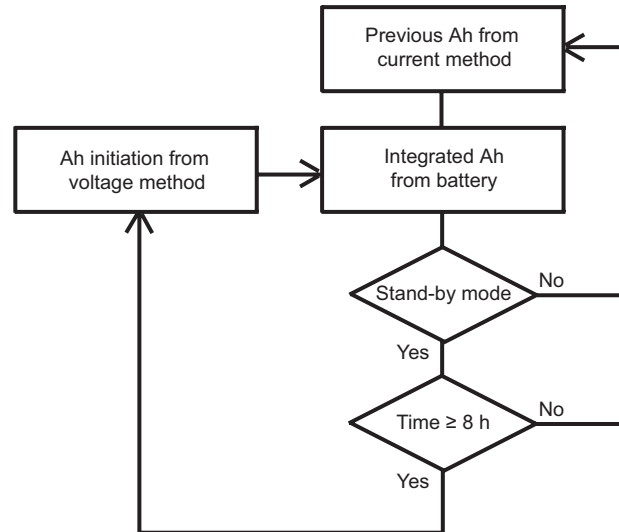 Previous Ah from
current method
Ah initiation from
voltage method
Integrated Ah
from battery
Stand-by mode
No
Yes
Time ≥ 8 h
No
Yes